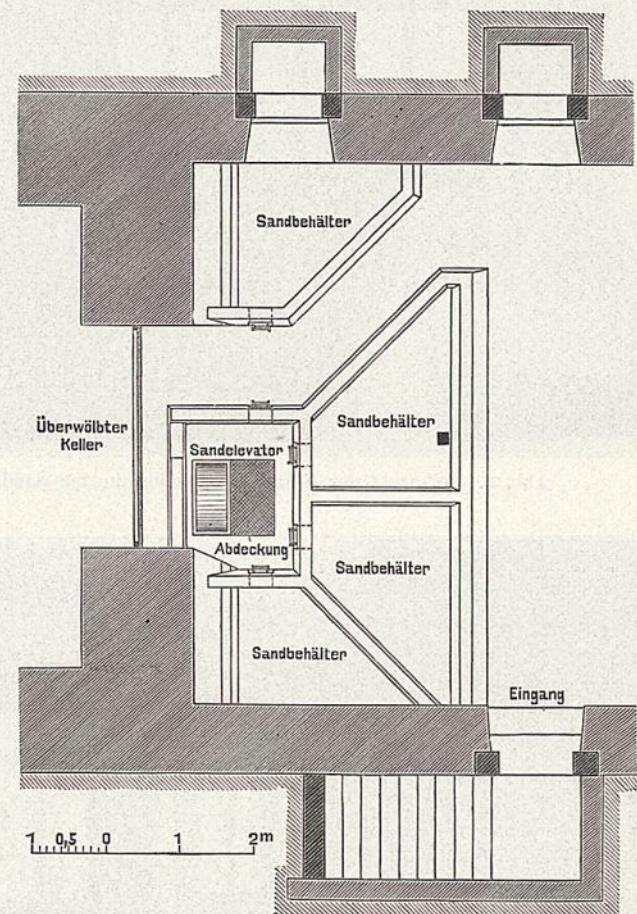 Sandbehälter
Überwölbter
Keller
Sandbehälter
Sandelevator
Abdeckung
Sandbehälter
Sandbehälter
Eingang
1 0,5 0 1 2m